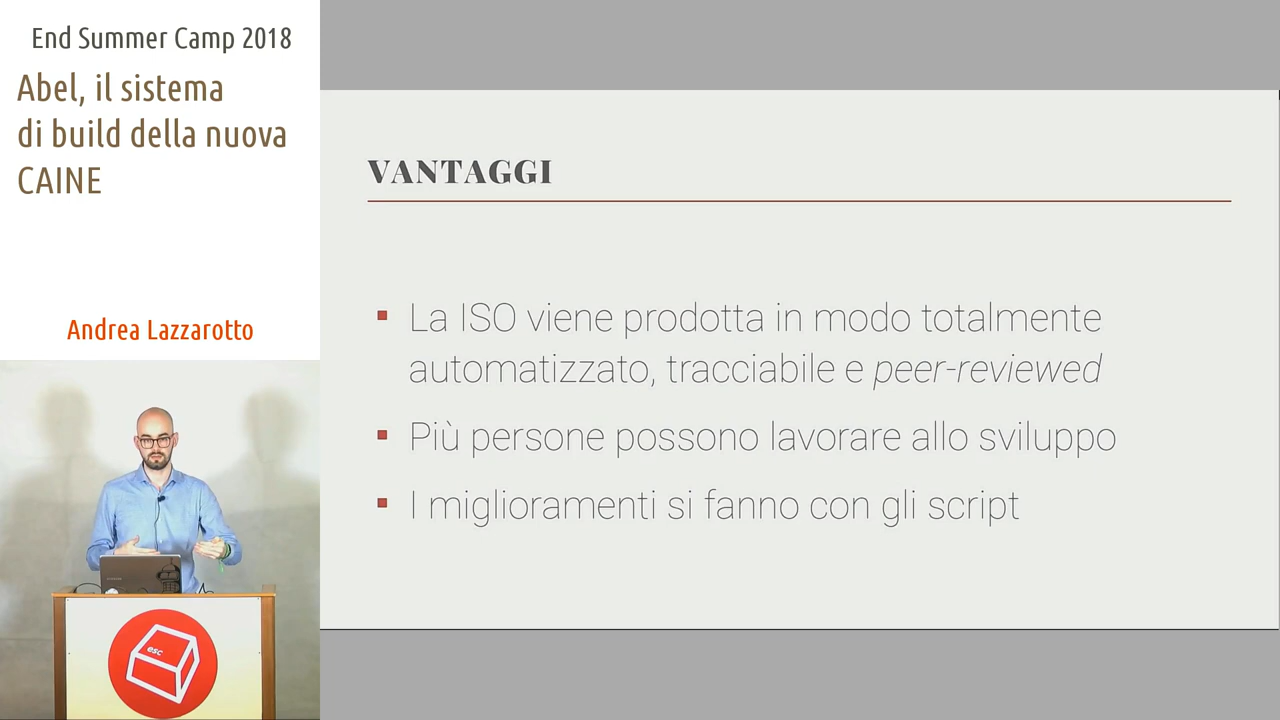 End Summer Camp 2018
Abel, il sistema
di build della nuova
CAINE
Andrea Lazzarotto
esc
VANTAGGI
La ISO viene prodotta in modo totalmente
automatizzato, tracciabile e peer-reviewed
Più persone possono lavorare allo sviluppo
I miglioramenti si fanno con gli script